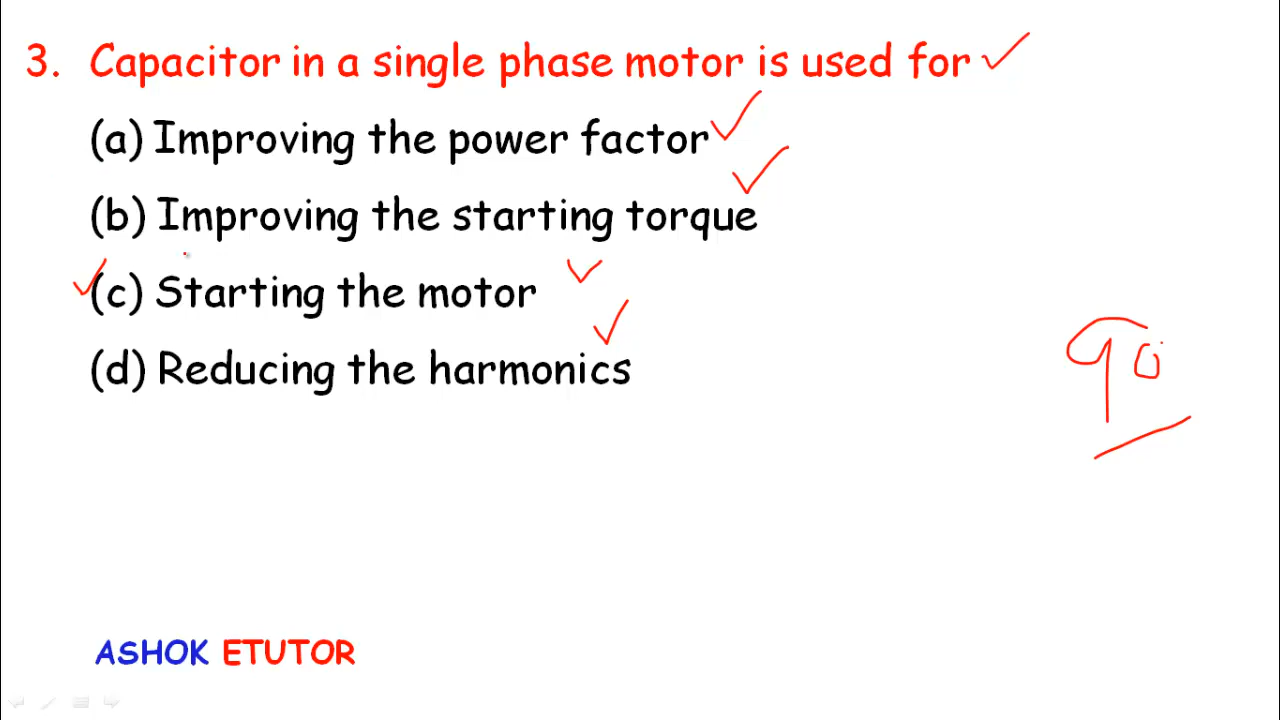 3. Capacitor in a single phase motor is used for
(a) Improving the power factor
(b) Improving the starting torque
(c) Starting the motor
(d) Reducing the harmonics
90
ASHOK ETUTOR